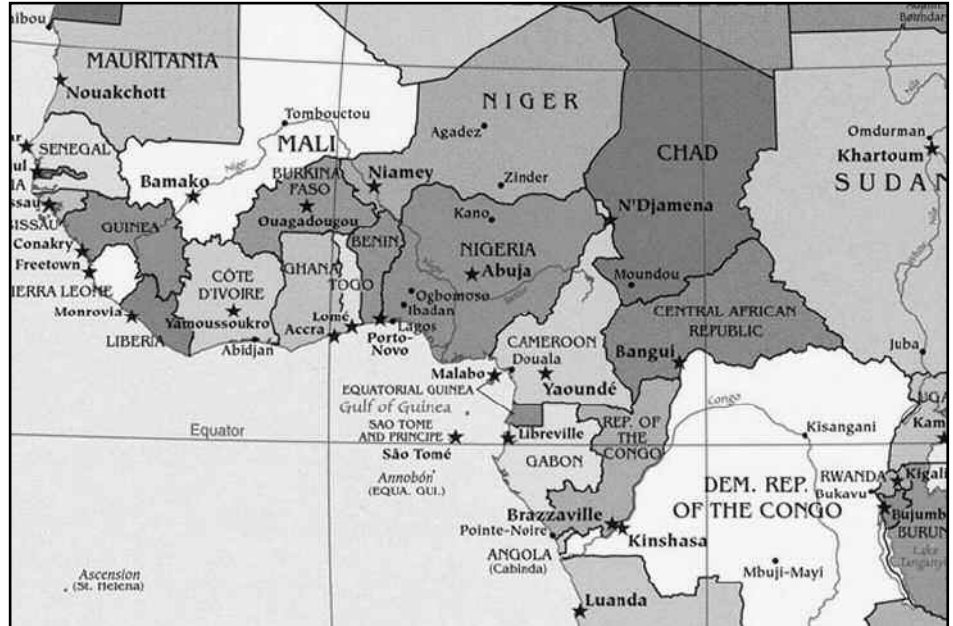 MAURITANIA
Nouakchott
NIGER
Tombouctou
Agadez
MALI
CHAD
Omdurman
Khartoum
SUDAN
SENEGAL
Niger
BURKINA
FASO
Niamey
Zinder
Bamako
Ouagadougou
Kano
N'Djamena
GUINEA
NIGERIA
Conakry
BENIN
Abuja
Freetown
GHANA
CÔTE
D'IVOIRE
TOGO
Moundou
Ogbomoso
Ibadan
Monrovia
Yamoussoukro
Lomé
Lagos
CENTRAL AFRICAN
REPUBLIC
LIBERIA
Accra
Porto-
Novo
Abidjan
CAMEROON
Bangui
Juba
Douala
Malabo
Yaoundé
EQUATORIAL GUINEA
Gulf of Guinea
Congo
Equator
SAO TOME
AND PRINCIPE
São Tomé
Libreville
REP. OF
THE
CONGO
Kisangani
GABON
Annobón
(EQUA. GUI.)
DEM. REP.
OF THE CONGO
RWANDA
Kigali
Bukavu
Brazzaville
Pointe-Noire
Kinshasa
ANGOLA
(Cabinda)
Mbuji-Mayi
Ascension
(St. Helena)
Luanda